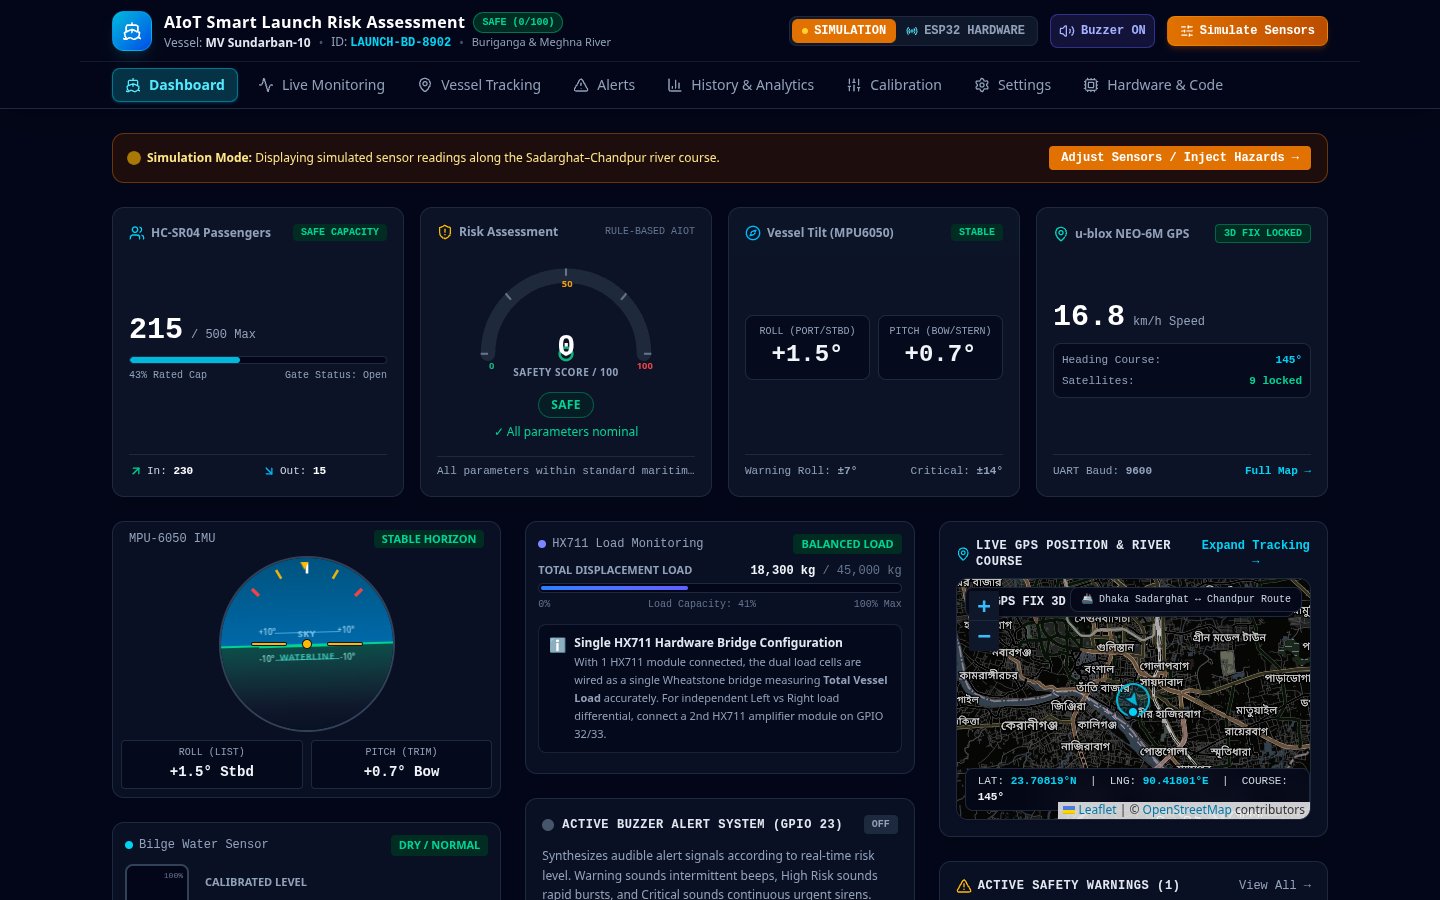 AIoT Smart Launch Risk Assessment
SAFE (0/100)
Vessel: MV Sundarban-10 • ID: LAUNCH-BD-8902 • Buriganga & Meghna River
SIMULATION
ESP32 HARDWARE
Buzzer ON
Simulate Sensors
Dashboard
Live Monitoring
Vessel Tracking
Alerts
History & Analytics
Calibration
Settings
Hardware & Code
Simulation Mode: Displaying simulated sensor readings along the Sadarghat–Chandpur river course.
Adjust Sensors / Inject Hazards →
HC-SR04 Passengers
SAFE CAPACITY
215 / 500 Max
43% Rated Cap
Gate Status: Open
In: 230
Out: 15
Risk Assessment
RULE-BASED AIOT
50
0
0
100
SAFETY SCORE / 100
SAFE
✓ All parameters nominal
All parameters within standard maritim…
Vessel Tilt (MPU6050)
STABLE
ROLL (PORT/STBD)
+1.5°
PITCH (BOW/STERN)
+0.7°
Warning Roll: ±7°
Critical: ±14°
u-blox NEO-6M GPS
3D FIX LOCKED
16.8 km/h Speed
Heading Course: 145°
Satellites: 9 locked
UART Baud: 9600
Full Map →
MPU-6050 IMU
STABLE HORIZON
+10° +10°
SKY
-10° WATERLINE -10°
ROLL (LIST)
+1.5° Stbd
PITCH (TRIM)
+0.7° Bow
Bilge Water Sensor
DRY / NORMAL
100%
CALIBRATED LEVEL
HX711 Load Monitoring
BALANCED LOAD
TOTAL DISPLACEMENT LOAD
18,300 kg / 45,000 kg
0%
Load Capacity: 41%
100% Max
Single HX711 Hardware Bridge Configuration
With 1 HX711 module connected, the dual load cells are
wired as a single Wheatstone bridge measuring Total Vessel
Load accurately. For independent Left vs Right load
differential, connect a 2nd HX711 amplifier module on GPIO
32/33.
ACTIVE BUZZER ALERT SYSTEM (GPIO 23)
OFF
Synthesizes audible alert signals according to real-time risk
level. Warning sounds intermittent beeps, High Risk sounds
rapid bursts, and Critical sounds continuous urgent sirens.
LIVE GPS POSITION & RIVER
COURSE
Expand Tracking
→
+
−
GPS FIX 3D
Dhaka Sadarghat ↔ Chandpur Route
নবাবগঞ্জ
গুলিস্তান
গ্রীন মডেল টাউন
বংশাল
গোলাপবাগ
কামরাঙ্গীরচর
সায়দাবাদ
তাঁতি বাজার
জিঞ্জিরা
মাতুয়াইল
কেরানীগঞ্জ
কালিগঞ্জ
হাজিরবাগ
রায়েরবাগ
নাজিরাবাগ
পোস্তগোলা
স্মৃতিধারা
LAT: 23.70819°N | LNG: 90.41801°E | COURSE:
145°
Leaflet | © OpenStreetMap contributors
ACTIVE SAFETY WARNINGS (1)
View All →